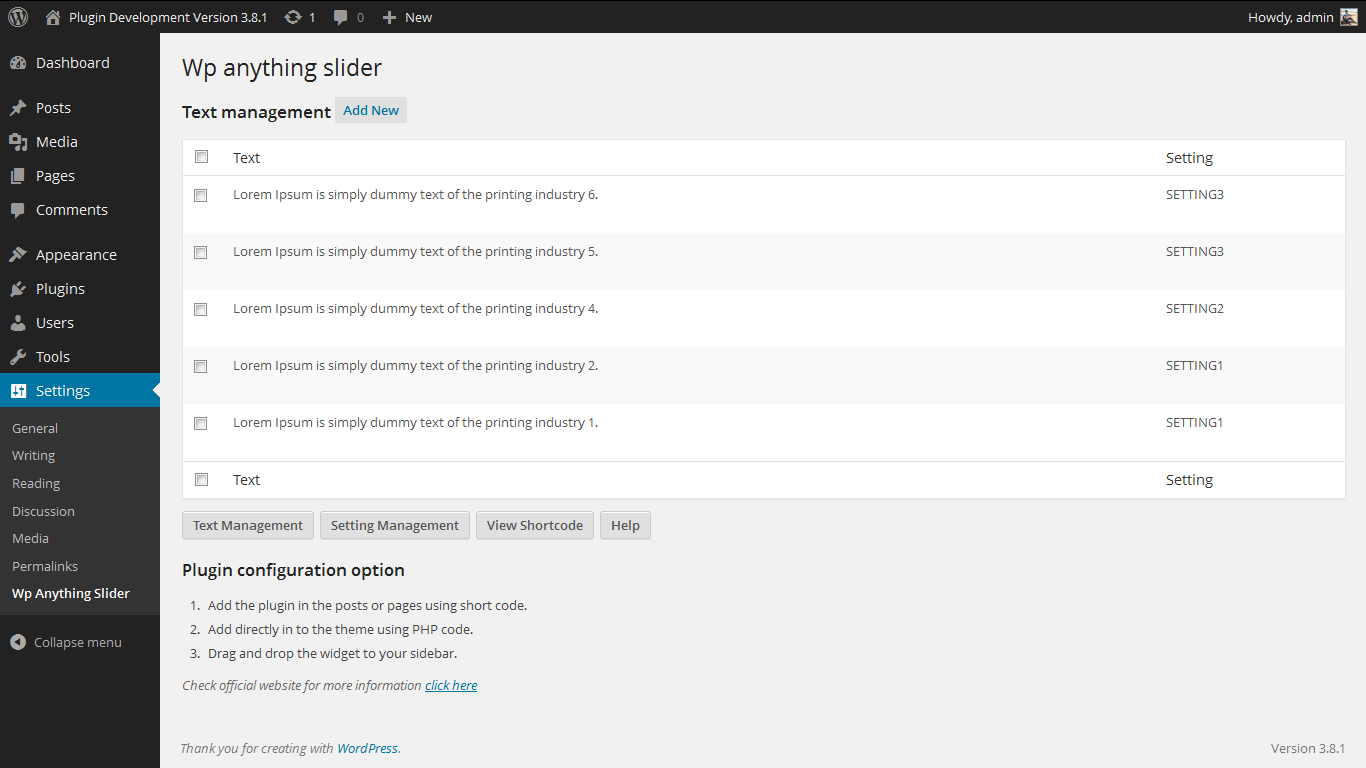 Plugin Development Version 3.8.1 1 0 New Howdy, admin
Dashboard
Posts
Media
Pages
Comments
Appearance
Plugins
Users
Tools
Settings
General
Writing
Reading
Discussion
Media
Permalinks
Wp Anything Slider
Collapse menu
Wp anything slider
Text management Add New
Text Setting
Lorem Ipsum is simply dummy text of the printing industry 6. SETTING3
Lorem Ipsum is simply dummy text of the printing industry 5. SETTING3
Lorem Ipsum is simply dummy text of the printing industry 4. SETTING2
Lorem Ipsum is simply dummy text of the printing industry 2. SETTING1
Lorem Ipsum is simply dummy text of the printing industry 1. SETTING1
Text Setting
Text Management Setting Management View Shortcode Help
Plugin configuration option
1. Add the plugin in the posts or pages using short code.
2. Add directly in to the theme using PHP code.
3. Drag and drop the widget to your sidebar.
Check official website for more information click here
Thank you for creating with WordPress. Version 3.8.1